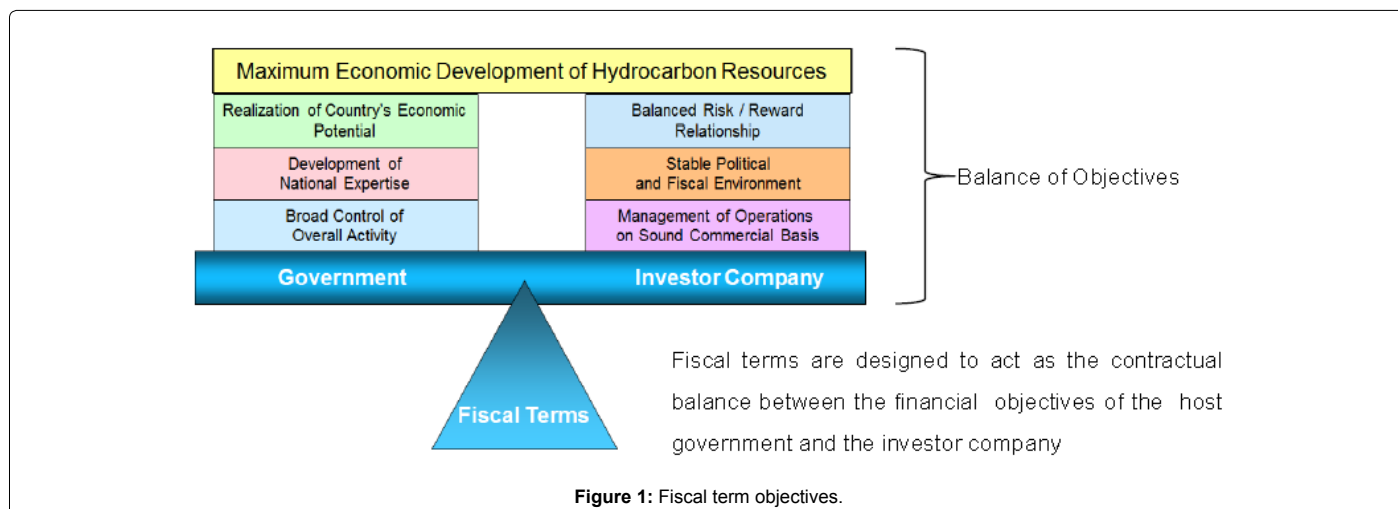 Maximum Economic Development of Hydrocarbon Resources
Realization of Country's Economic
Potential
Balanced Risk / Reward
Relationship
Development of
National Expertise
Stable Political
and Fiscal Environment
Broad Control of
Overall Activity
Management of Operations
on Sound Commercial Basis
Government
Investor Company
Balance of Objectives
Fiscal Terms
Fiscal terms are designed to act as the contractual
balance between the financial objectives of the host
government and the investor company
Figure 1: Fiscal term objectives.